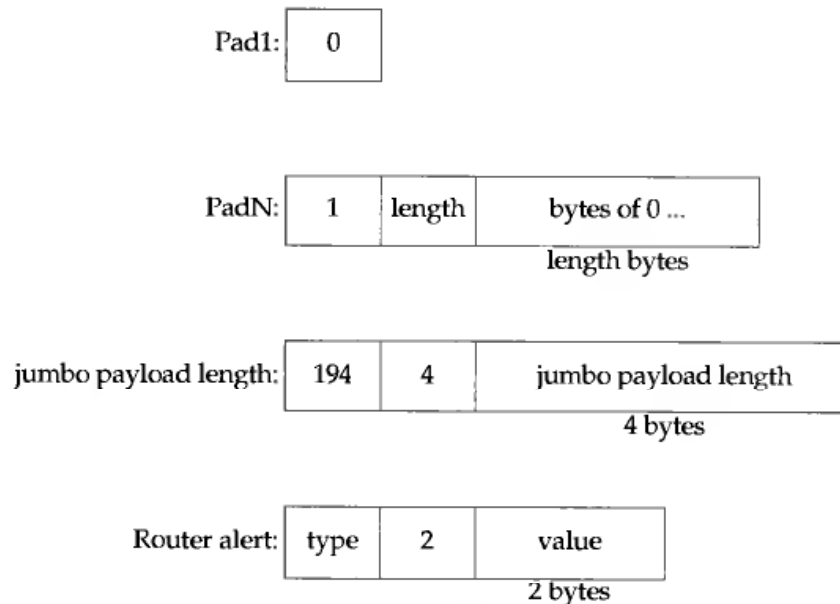 Pad1: 0
PadN: 1 length bytes of 0 ...
length bytes
jumbo payload length: 194 4 jumbo payload length
4 bytes
Router alert: type 2 value
2 bytes